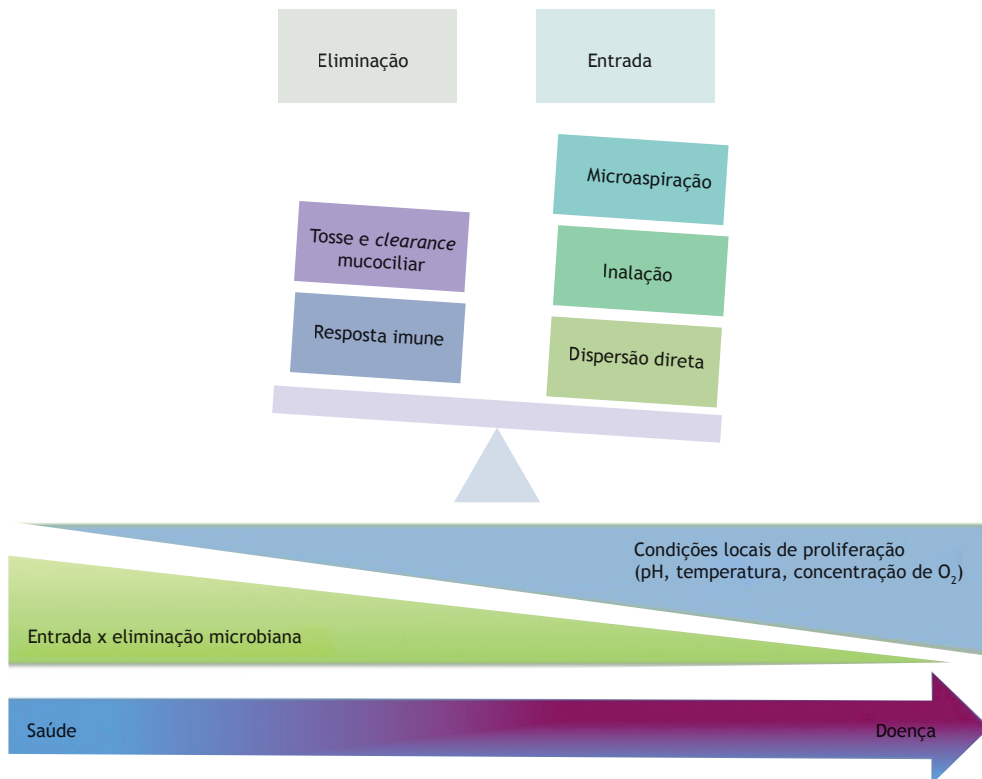 Eliminação
Entrada
Microaspiração
Tosse e clearance
mucociliar
Inalação
Resposta imune
Dispersão direta
Condições locais de proliferação
(pH, temperatura, concentração de O₂)
Entrada x eliminação microbiana
Saúde
Doença